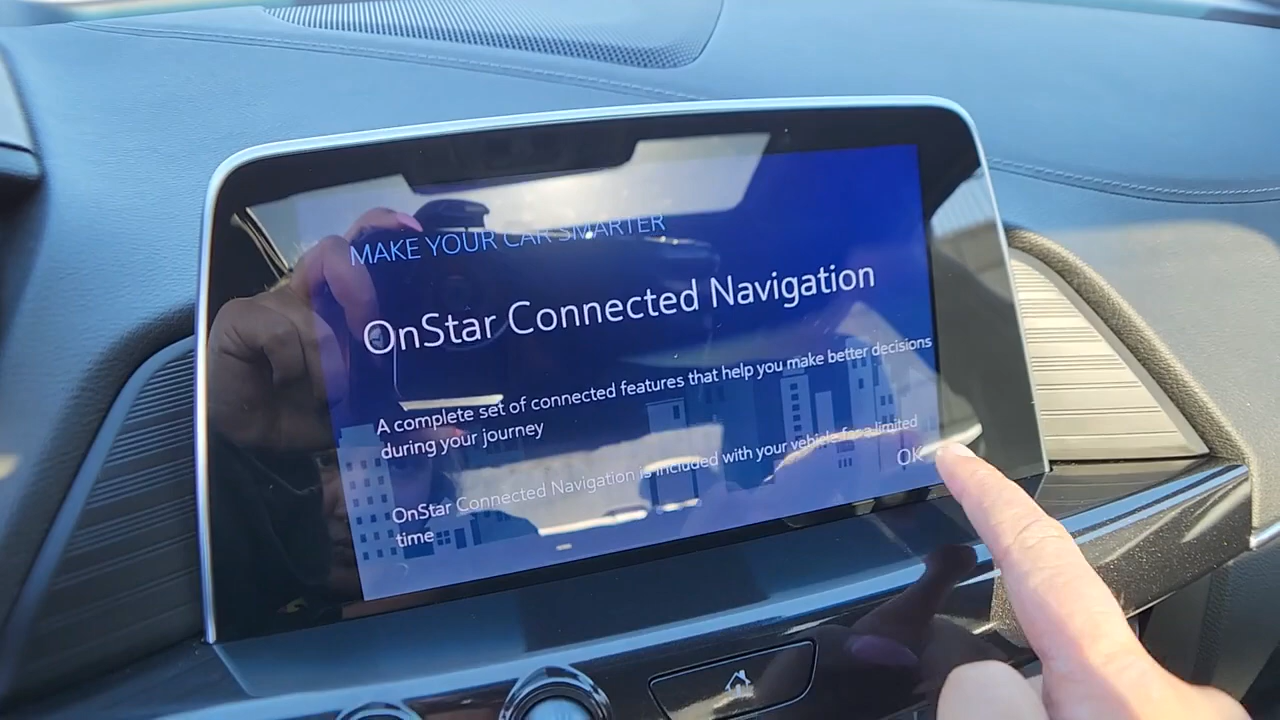 MAKE YOUR CAR SMARTER
OnStar Connected Navigation
A complete set of connected features that help you make better decisions
during your journey
OnStar Connected Navigation is included with your vehicle for a limited
time
OK